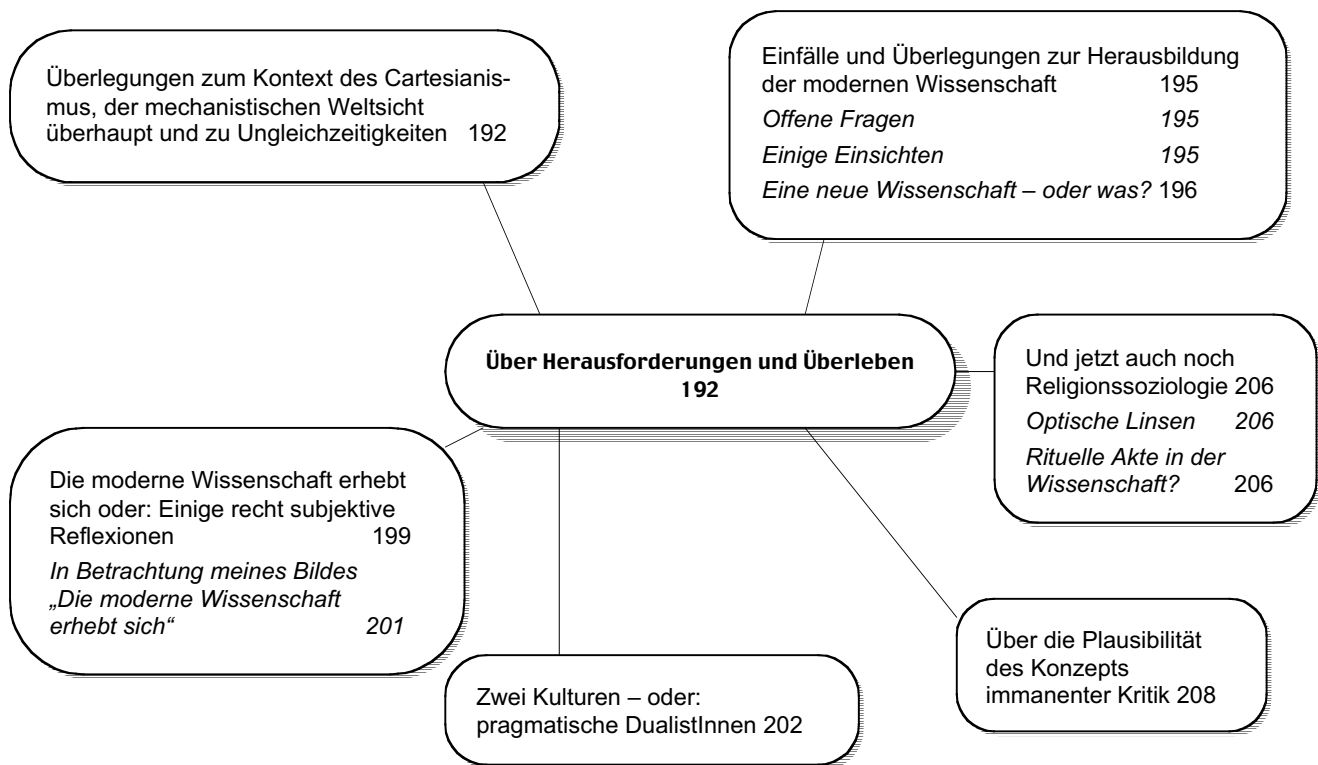 Überlegungen zum Kontext des Cartesianis-
mus, der mechanistischen Weltsicht
überhaupt und zu Ungleichzeitigkeiten 192
Einfälle und Überlegungen zur Herausbildung
der modernen Wissenschaft 195
Offene Fragen 195
Einige Einsichten 195
Eine neue Wissenschaft – oder was? 196
Über Herausforderungen und Überleben
192
Und jetzt auch noch
Religionssoziologie 206
Optische Linsen 206
Rituelle Akte in der
Wissenschaft? 206
Die moderne Wissenschaft erhebt
sich oder: Einige recht subjektive
Reflexionen 199
In Betrachtung meines Bildes
„Die moderne Wissenschaft
erhebt sich“ 201
Zwei Kulturen – oder:
pragmatische DualistInnen 202
Über die Plausibilität
des Konzepts
immanenter Kritik 208